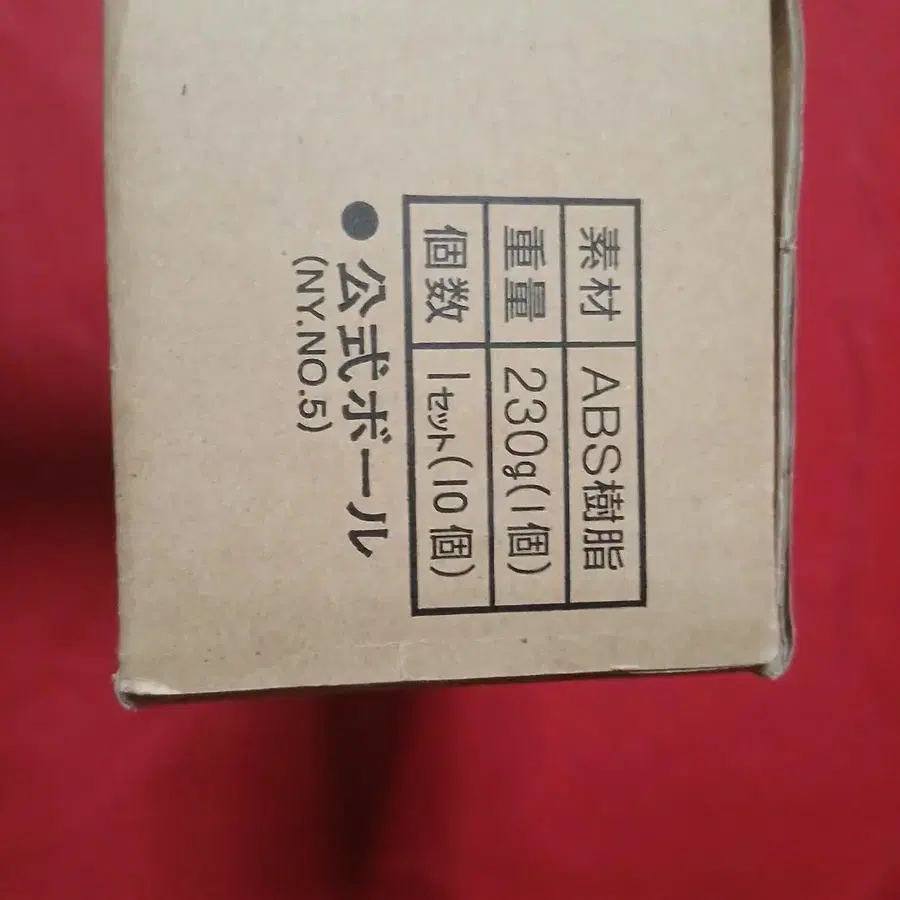 素材 ABS樹脂
重量 230g(1個)
個数 1セット(10個)
● 公式ボール
(NY.NO.5)